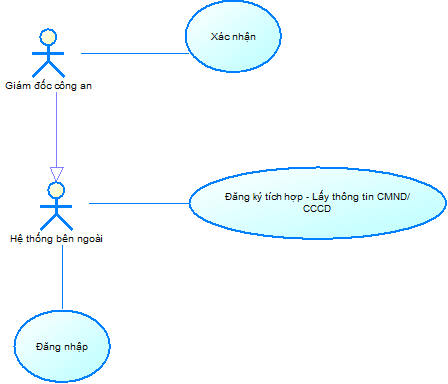 Xác nhận
Giám đốc công an
Đăng ký tích hợp - Lấy thông tin CMND/
CCCD
Hệ thống bên ngoài
Đăng nhập